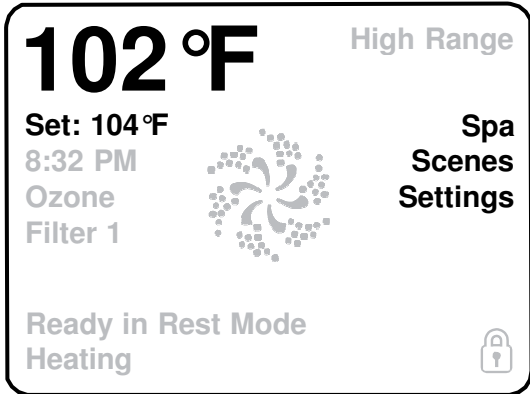 102°F
High Range
Set: 104°F
8:32 PM
Ozone
Filter 1
Spa
Scenes
Settings
Ready in Rest Mode
Heating